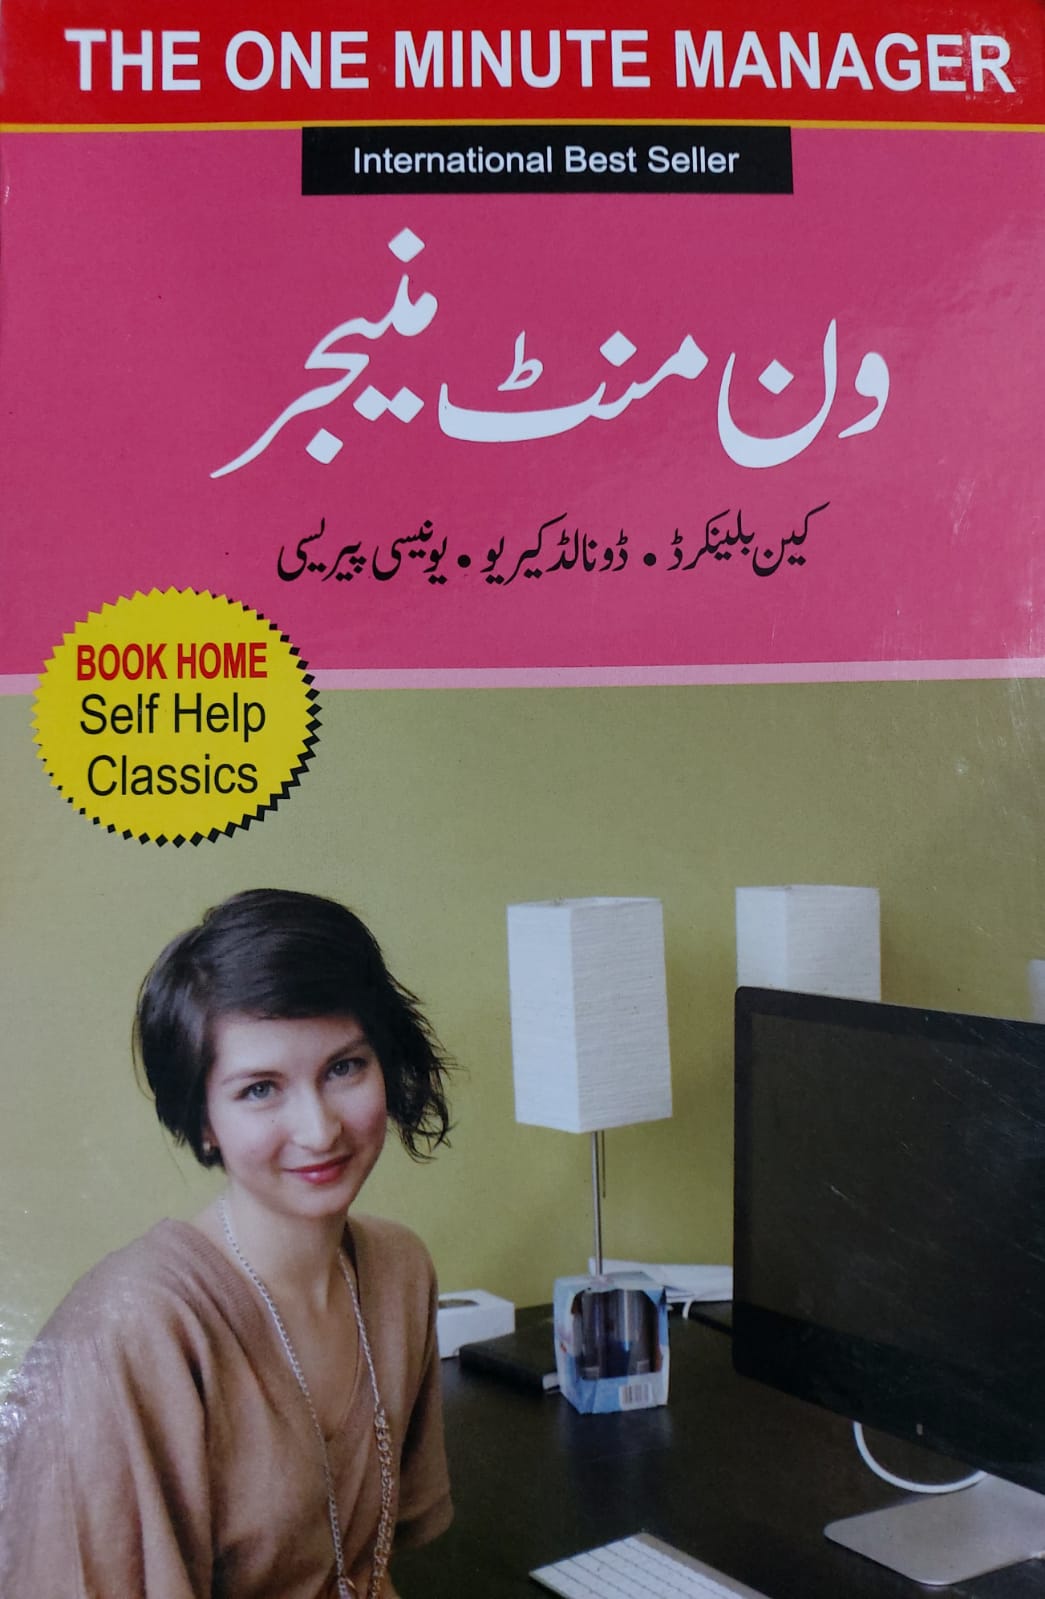 THE ONE MINUTE MANAGER
International Best Seller
ون منٹ منیجر
کین بلینکرڈ • ڈونالڈ کیریو • یونیسی پیریسی
BOOK HOME
Self Help
Classics